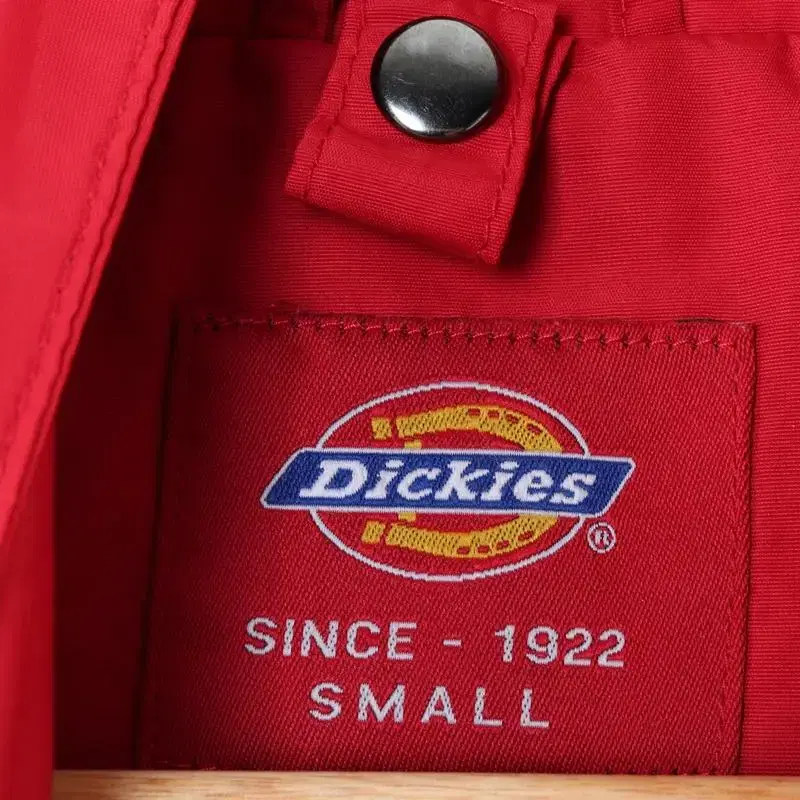 Dickies
®
SINCE - 1922
SMALL